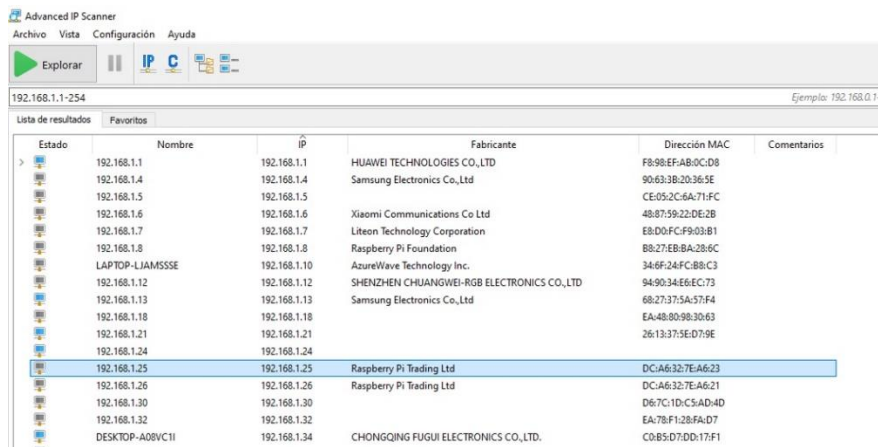 Advanced IP Scanner
Archivo Vista Configuración Ayuda
Explorar IP C
192.168.1.1-254 Ejemplo: 192.168.0.1-
Lista de resultados Favoritos
Estado Nombre IP Fabricante Dirección MAC Comentarios
192.168.1.1 192.168.1.1 HUAWEI TECHNOLOGIES CO.,LTD F8:98:EF:AB:0C:D8
192.168.1.4 192.168.1.4 Samsung Electronics Co.,Ltd 90:63:3B:20:36:5E
192.168.1.5 192.168.1.5 CE:05:2C:6A:71:FC
192.168.1.6 192.168.1.6 Xiaomi Communications Co Ltd 48:87:59:22:DE:2B
192.168.1.7 192.168.1.7 Liteon Technology Corporation E8:D0:FC:F9:03:B1
192.168.1.8 192.168.1.8 Raspberry Pi Foundation B8:27:EB:BA:28:6C
LAPTOP-LJAMSSSE 192.168.1.10 AzureWave Technology Inc. 34:6F:24:FC:B8:C3
192.168.1.12 192.168.1.12 SHENZHEN CHUANGWEI-RGB ELECTRONICS CO.,LTD 94:90:34:E6:EC:73
192.168.1.13 192.168.1.13 Samsung Electronics Co.,Ltd 68:27:37:5A:57:F4
192.168.1.18 192.168.1.18 EA:48:80:98:30:63
192.168.1.21 192.168.1.21 26:13:37:5E:D7:9E
192.168.1.24 192.168.1.24
192.168.1.25 192.168.1.25 Raspberry Pi Trading Ltd DC:A6:32:7E:A6:23
192.168.1.26 192.168.1.26 Raspberry Pi Trading Ltd DC:A6:32:7E:A6:21
192.168.1.30 192.168.1.30 D6:7C:1D:C5:AD:4D
192.168.1.32 192.168.1.32 EA:78:F1:28:FA:D7
DESKTOP-A08VC1I 192.168.1.34 CHONGQING FUGUI ELECTRONICS CO.,LTD. C0:B5:D7:DD:17:F1